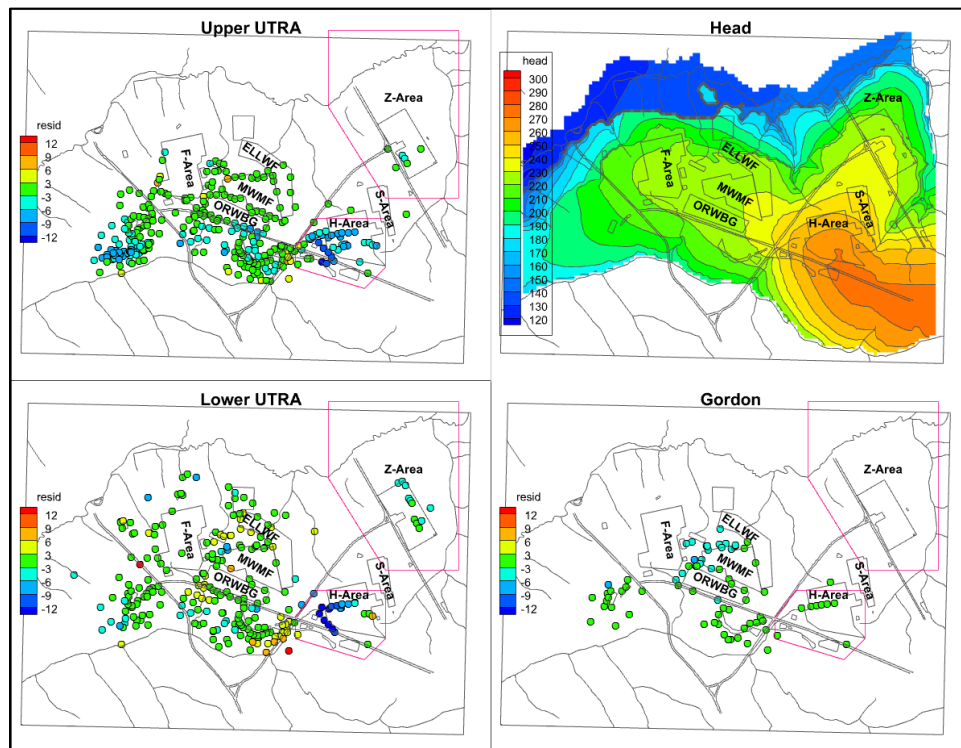 Upper UTRA
Z-Area
resid
12
9
6
3
-3
-6
-9
-12
F-Area
ELLWF
MWMF
ORWBG
S-Area
H-Area
Head
head
300
280
260
250
240
230
220
210
200
190
180
170
160
150
140
130
120
Z-Area
F-Area
ELLWF
MWMF
ORWBG
S-Area
H-Area
Lower UTRA
Z-Area
resid
12
9
6
3
-3
-6
-9
-12
F-Area
ELLWF
MWMF
ORWBG
S-Area
H-Area
Gordon
Z-Area
resid
12
9
6
3
-3
-6
-9
-12
F-Area
ELLWF
MWMF
ORWBG
S-Area
H-Area